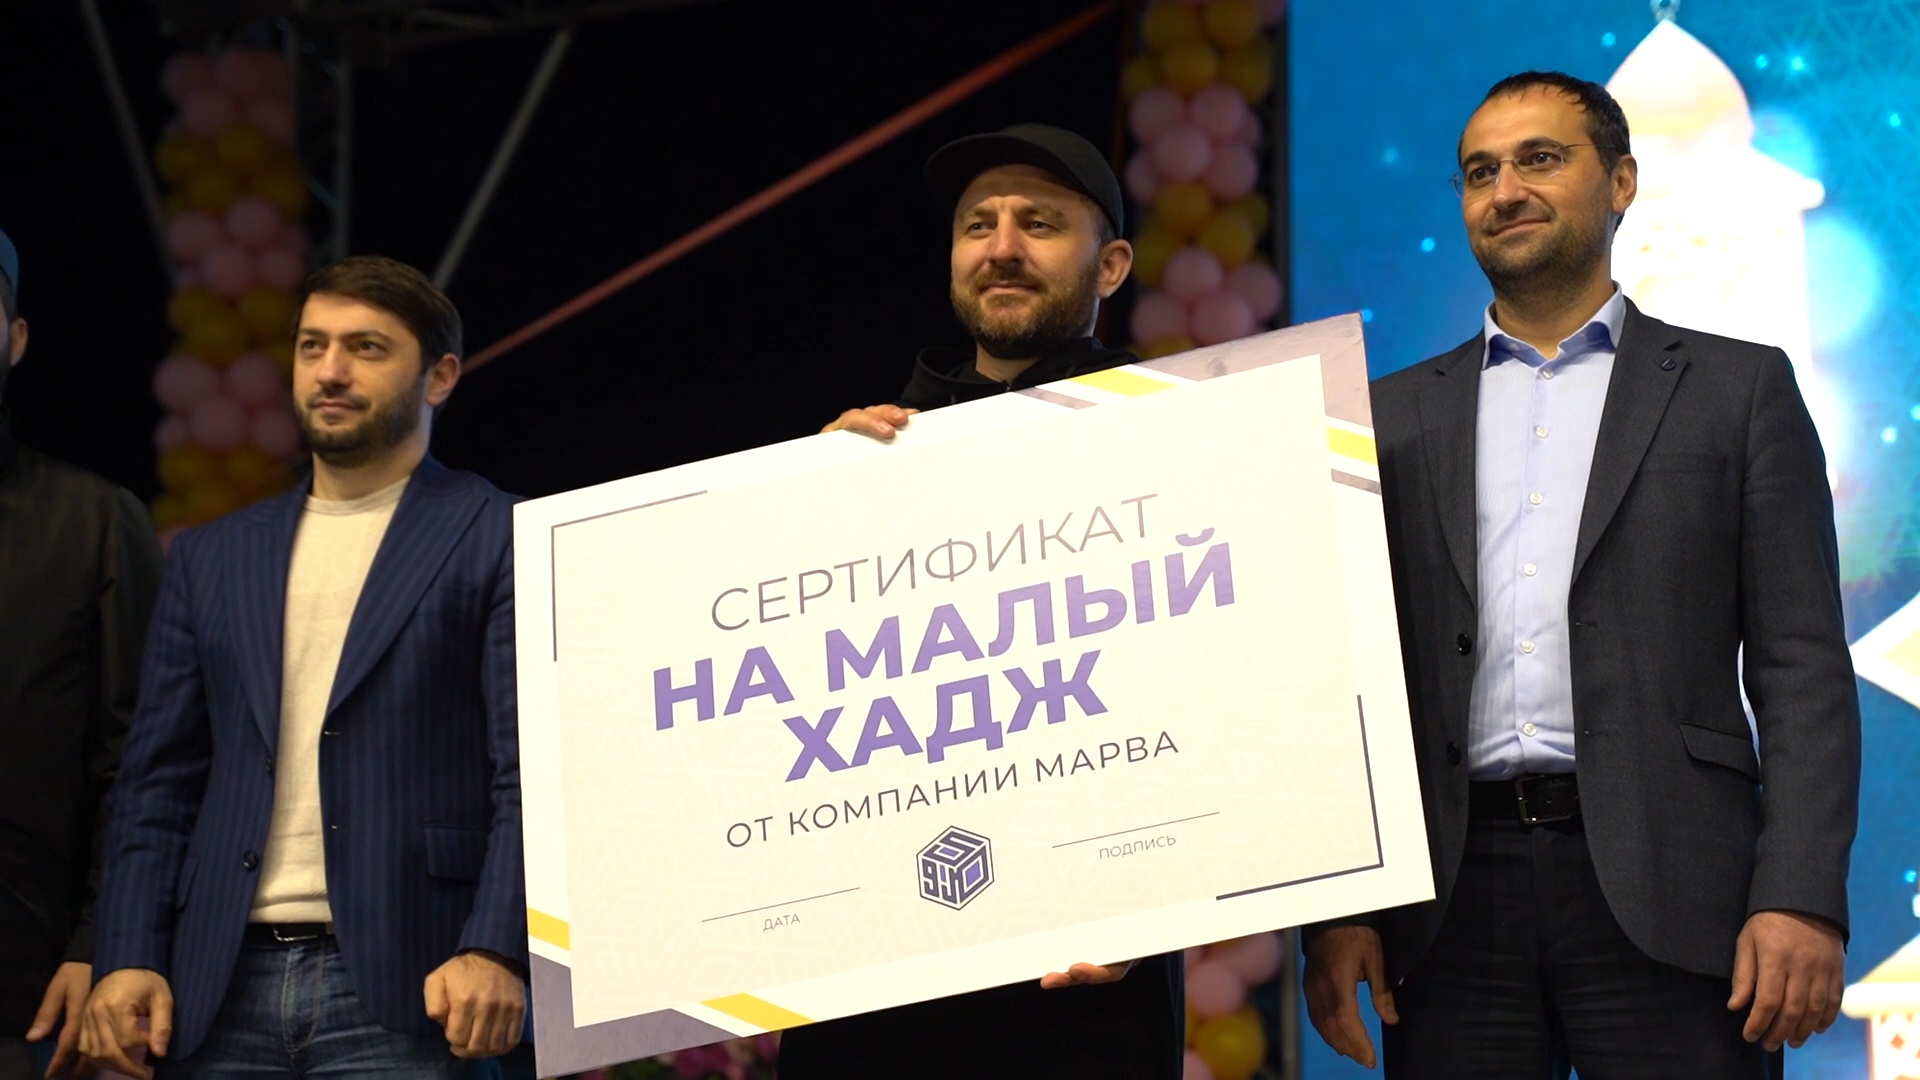 СЕРТИФИКАТ
НА МАЛЫЙ
ХАДЖ
ОТ КОМПАНИИ МАРВА
ДАТА
ПОДПИСЬ